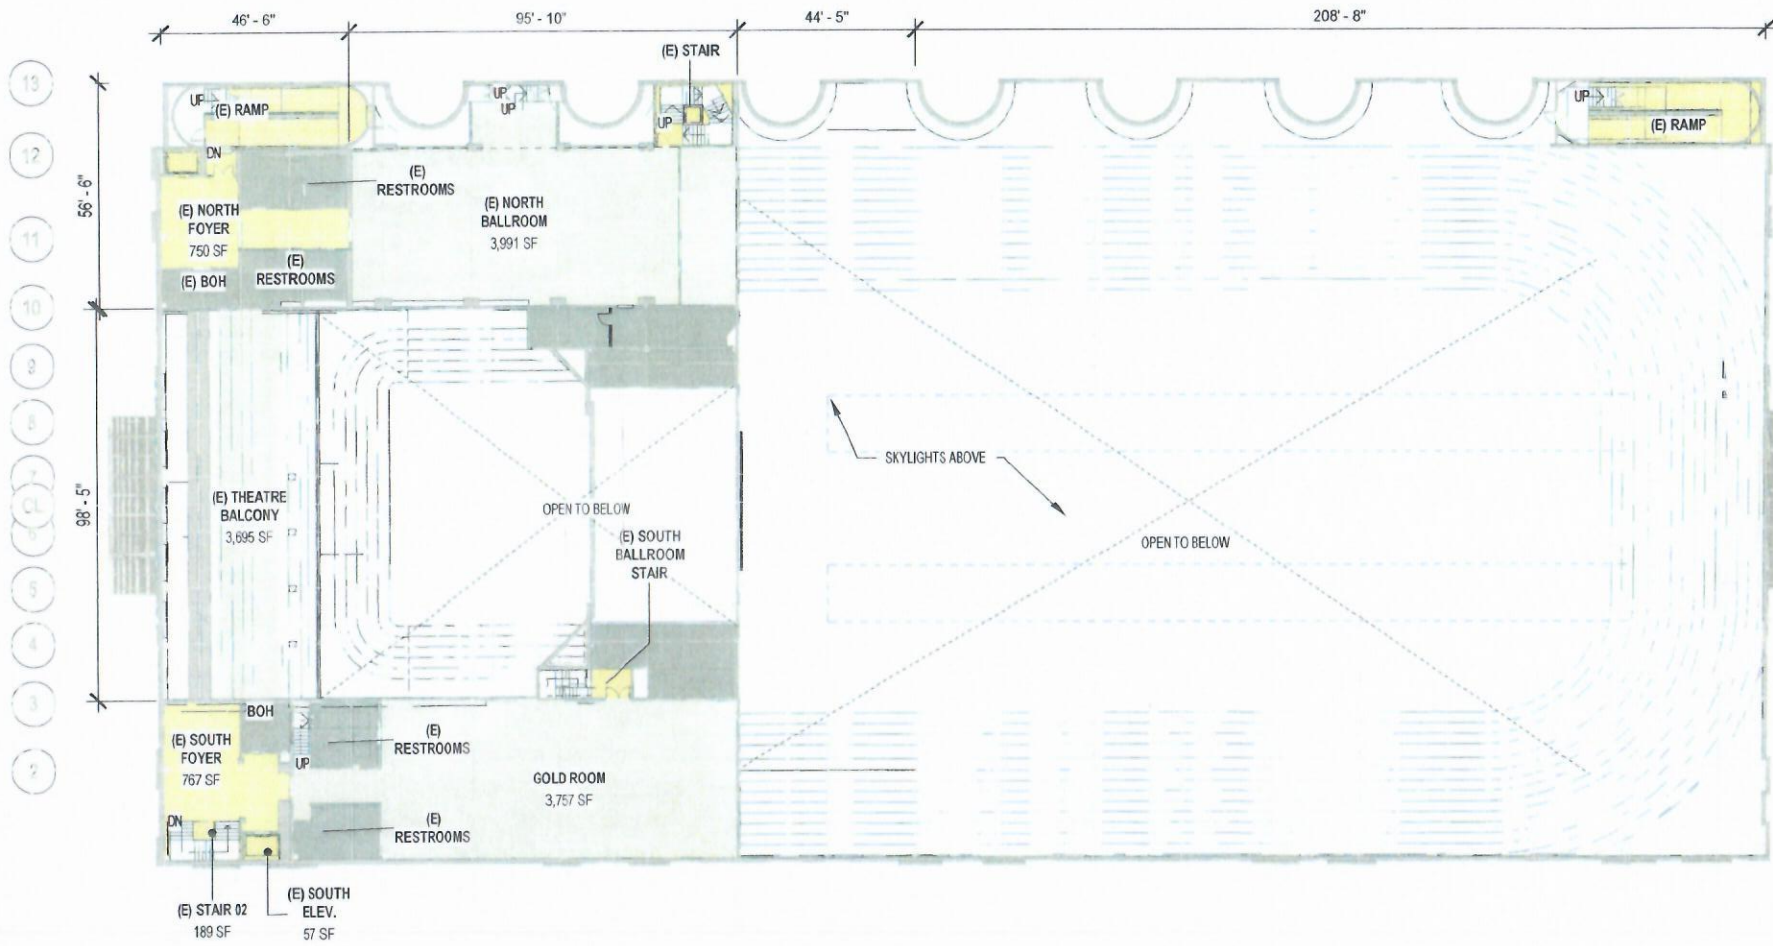 46' - 6"
95' - 10"
44' - 5"
208' - 8"
(E) STAIR
13
UP
(E) RAMP
UP
UP
UP
UP
(E) RAMP
12
DN
56' - 6"
(E)
RESTROOMS
(E) NORTH
FOYER
750 SF
(E) NORTH
BALLROOM
3,991 SF
11
(E) BOH
(E)
RESTROOMS
10
9
8
SKYLIGHTS ABOVE
7
98' - 5"
(E) THEATRE
BALCONY
3,695 SF
OPEN TO BELOW
(E) SOUTH
BALLROOM
STAIR
OPEN TO BELOW
5
4
3
BOH
(E) SOUTH
FOYER
767 SF
UP
(E)
RESTROOMS
2
GOLD ROOM
3,757 SF
DN
(E)
RESTROOMS
(E) STAIR 02
189 SF
(E) SOUTH
ELEV.
57 SF